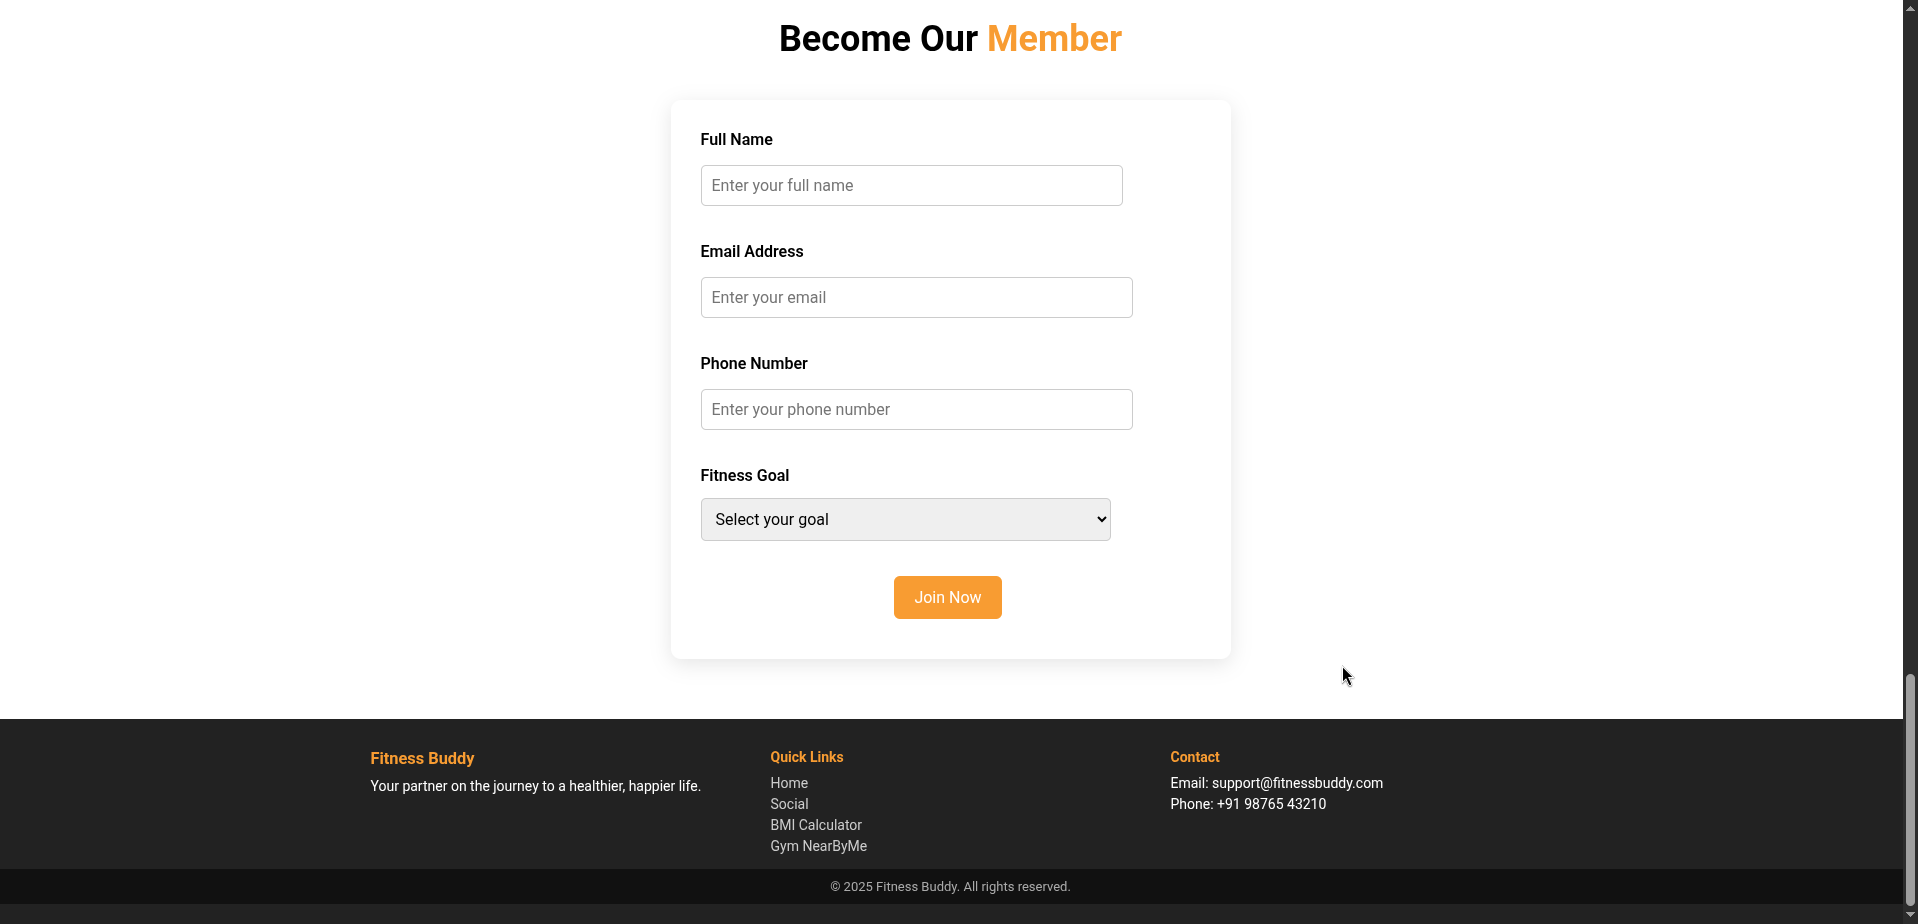 Become Our Member
Full Name
Enter your full name
Email Address
Enter your email
Phone Number
Enter your phone number
Fitness Goal
Select your goal
Join Now
Fitness Buddy
Your partner on the journey to a healthier, happier life.
Quick Links
Home
Social
BMI Calculator
Gym NearByMe
Contact
Email: support@fitnessbuddy.com
Phone: +91 98765 43210
© 2025 Fitness Buddy. All rights reserved.